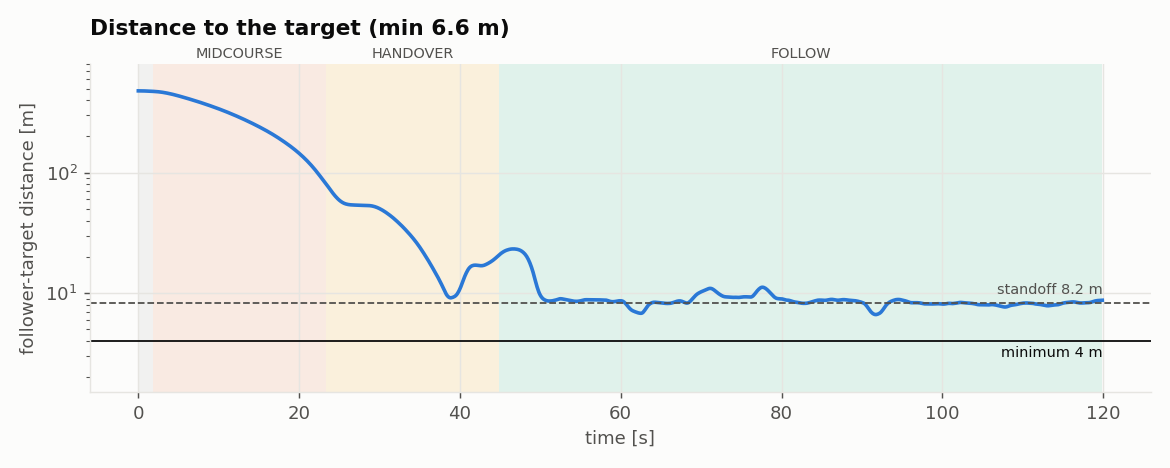 Distance to the target (min 6.6 m)
MIDCOURSE HANDOVER FOLLOW
follower-target distance [m]
10²
10¹
standoff 8.2 m
minimum 4 m
0 20 40 60 80 100 120
time [s]